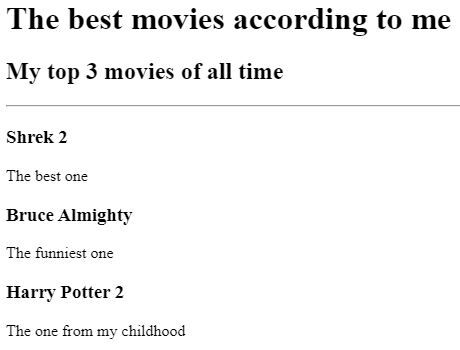 The best movies according to me
My top 3 movies of all time
Shrek 2
The best one
Bruce Almighty
The funniest one
Harry Potter 2
The one from my childhood